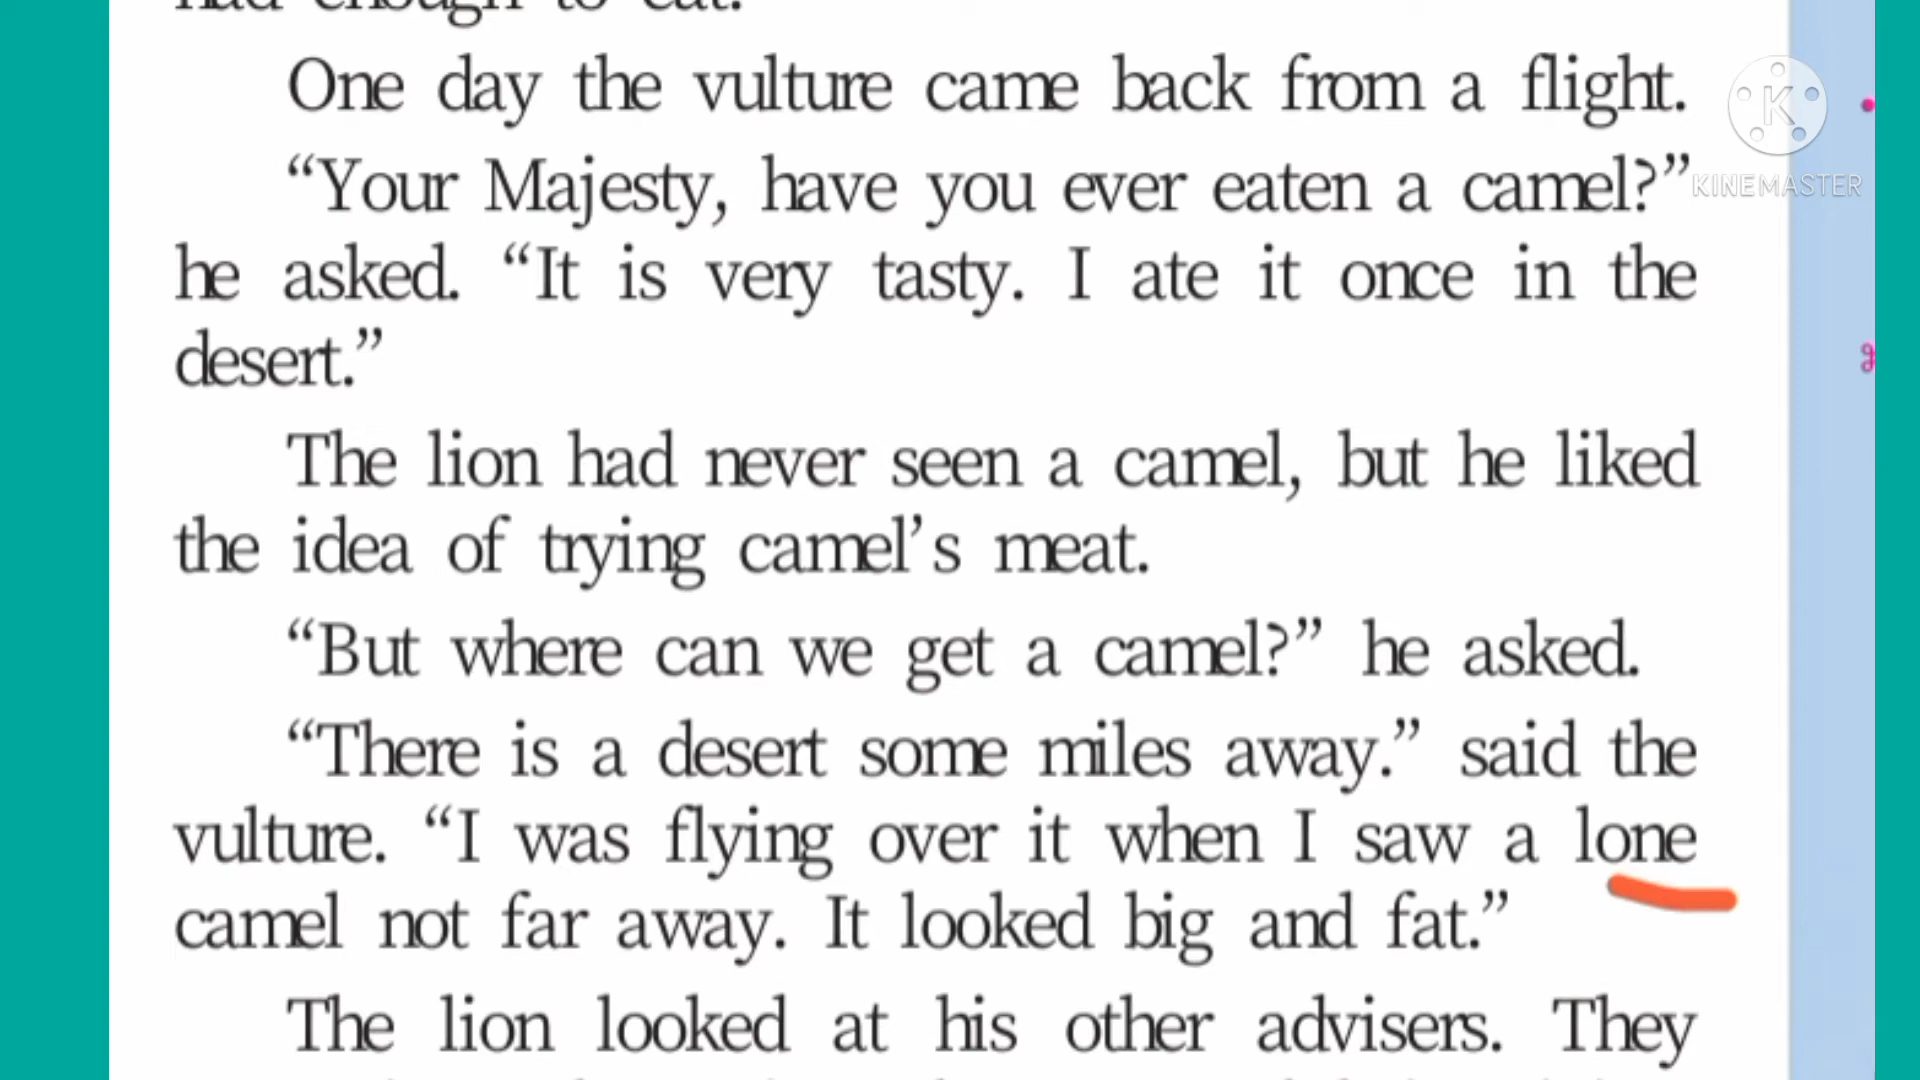 had enough to eat.
One day the vulture came back from a flight.
“Your Majesty, have you ever eaten a camel?”
he asked. “It is very tasty. I ate it once in the
desert.”
The lion had never seen a camel, but he liked
the idea of trying camel’s meat.
“But where can we get a camel?” he asked.
“There is a desert some miles away.” said the
vulture. “I was flying over it when I saw a lone
camel not far away. It looked big and fat.”
The lion looked at his other advisers. They
K
KINEMASTER